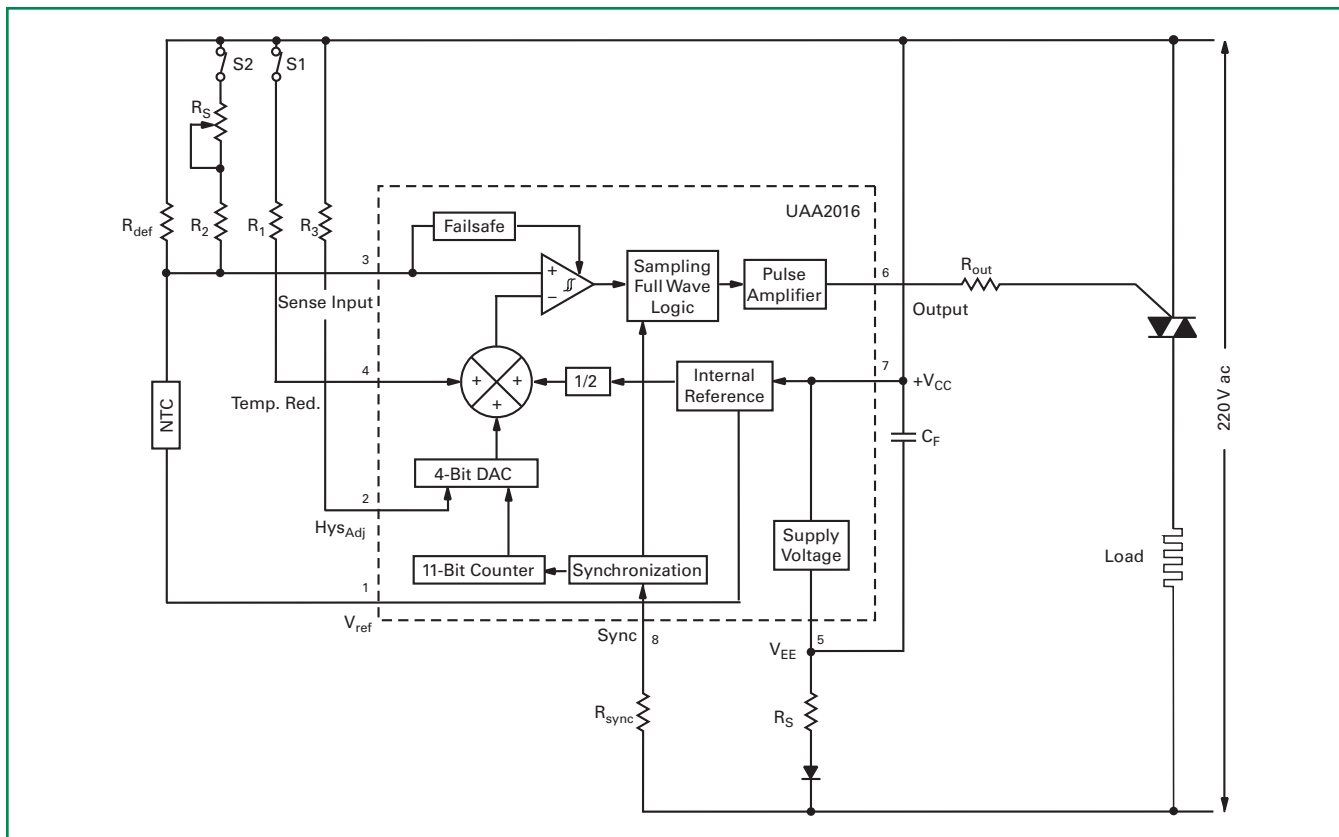 S2
S1
R_S
UAA2016
R_def
R_2
R_1
R_3
Failsafe
3
Sense Input
+
−
Sampling
Full Wave
Logic
Pulse
Amplifier
6
R_out
Output
4
Temp. Red.
+
+
+
1/2
Internal
Reference
7
+V_CC
220 V ac
NTC
C_F
4-Bit DAC
2
Hys_Adj
Supply
Voltage
Load
11-Bit Counter
Synchronization
1
V_ref
Sync
8
V_EE
5
R_sync
R_S